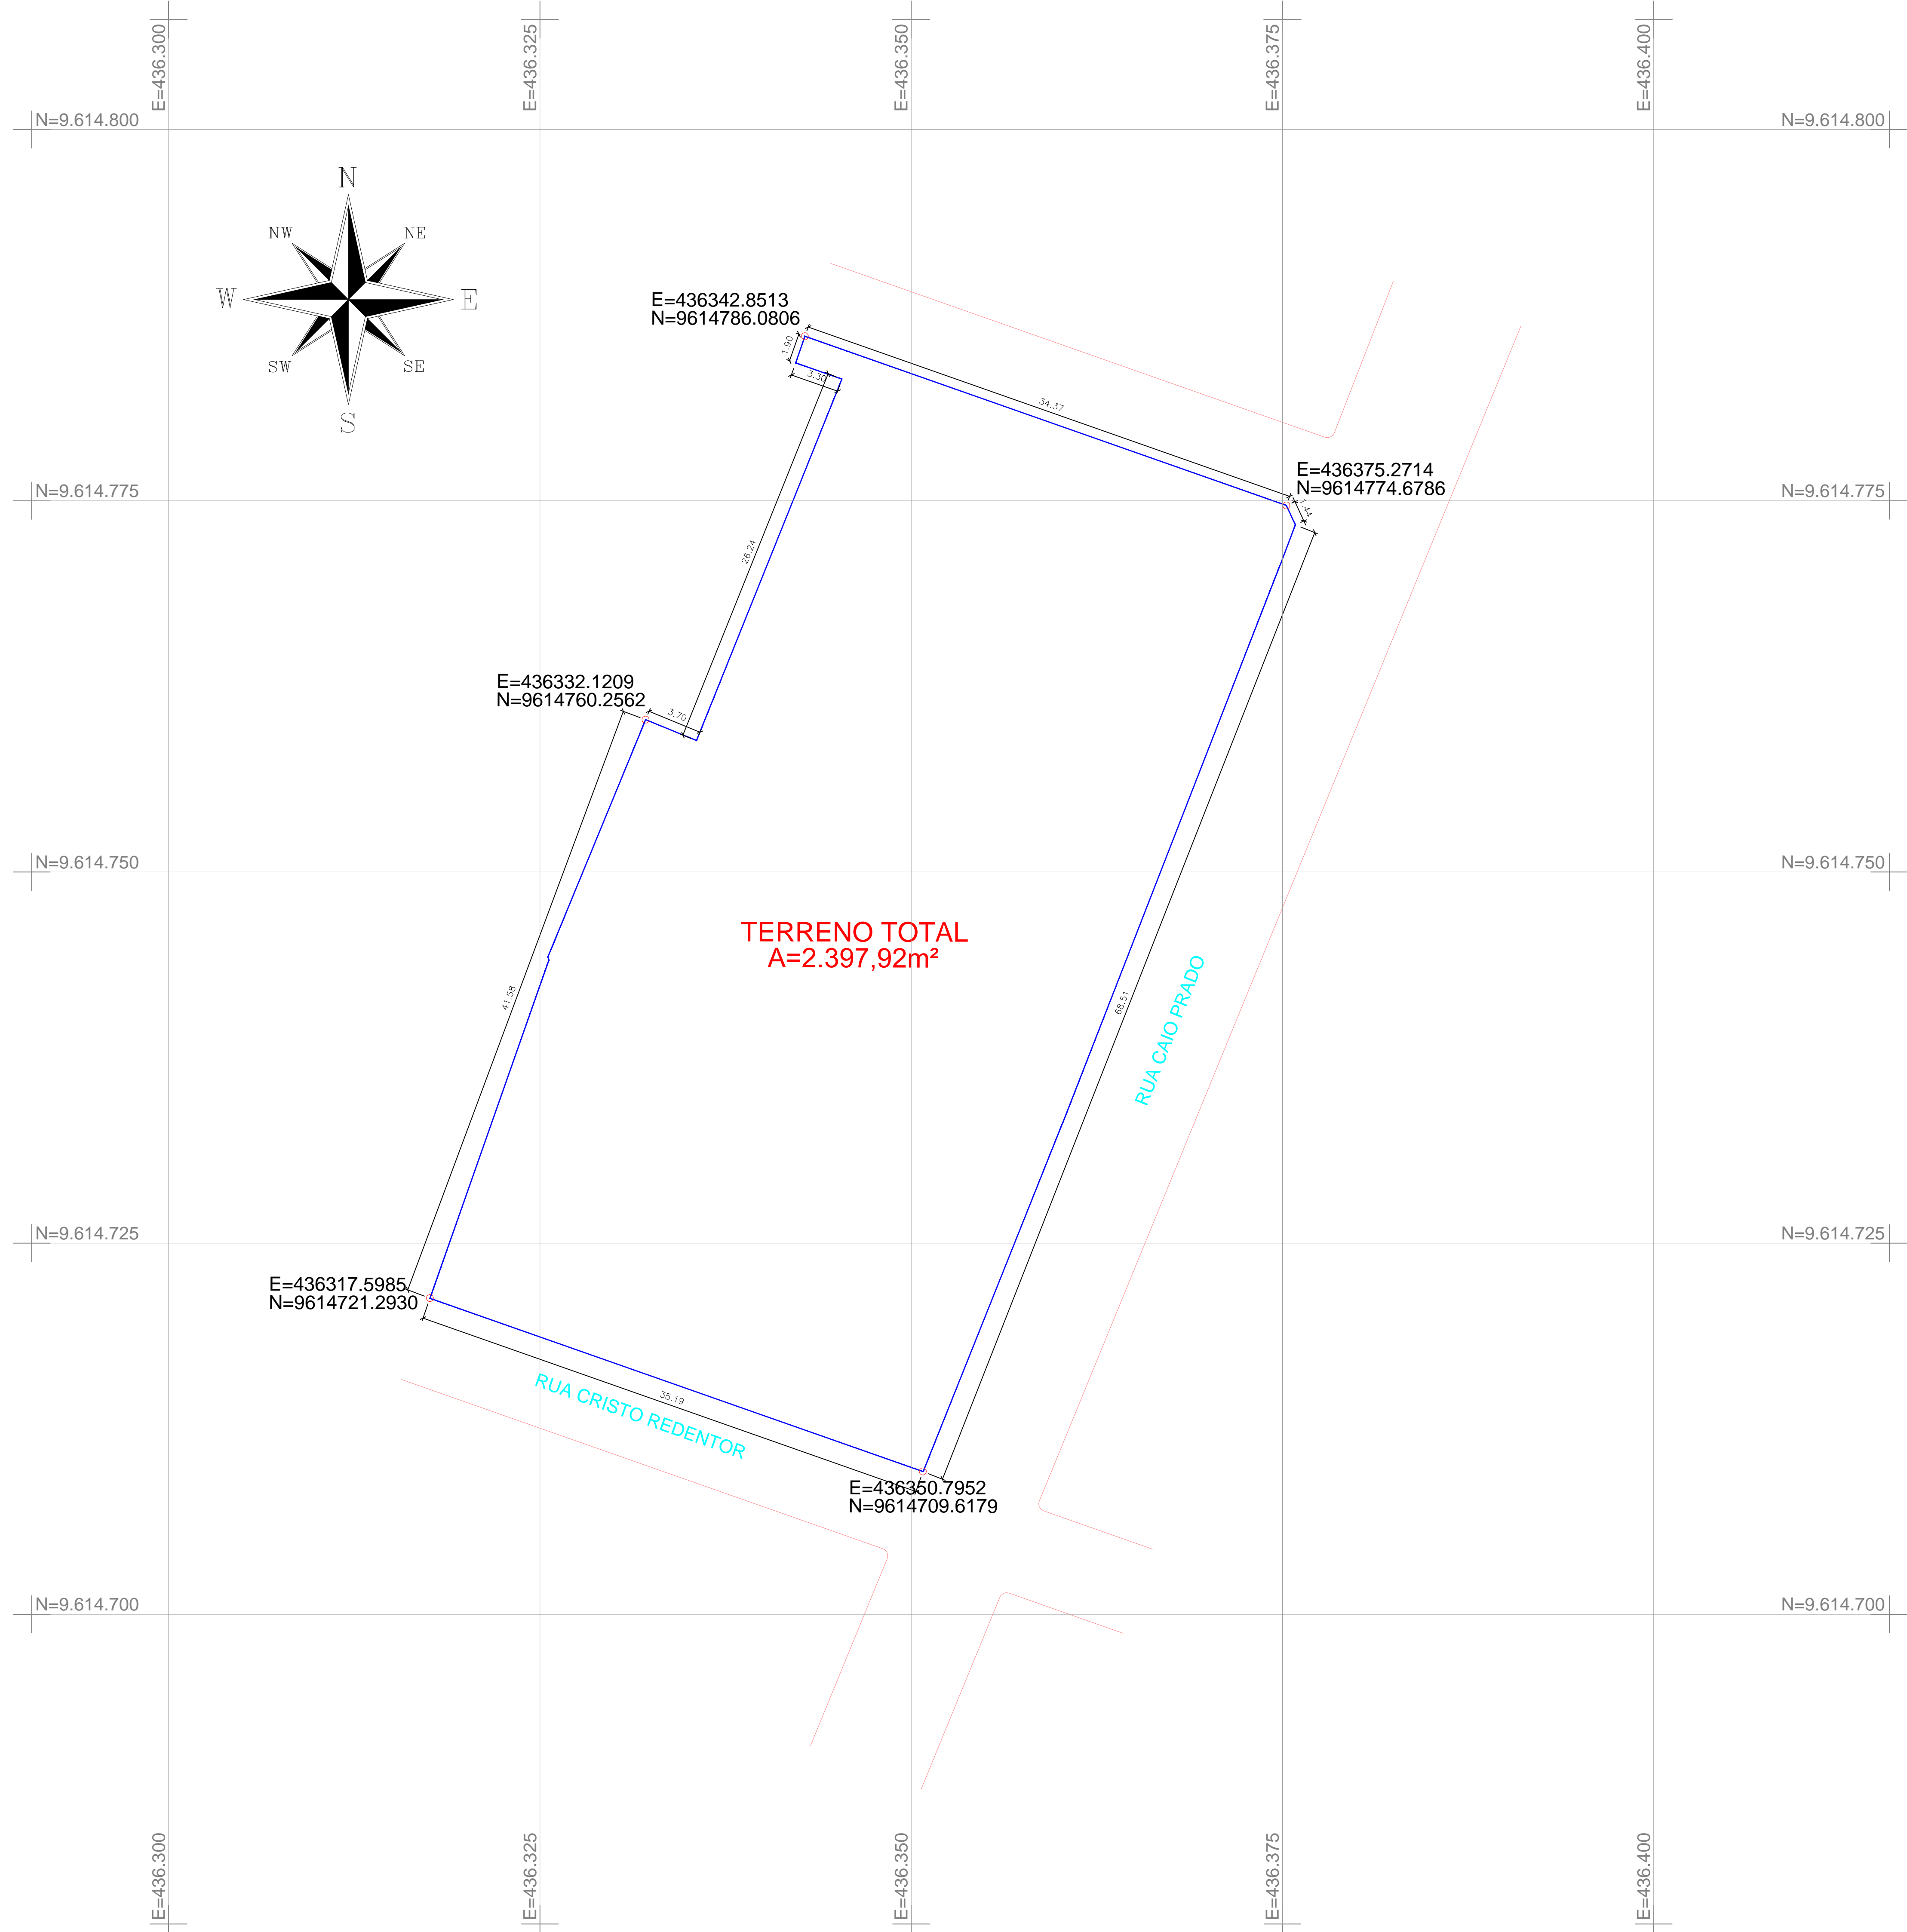 E=436.300
E=436.325
E=436.350
E=436.375
E=436.400
N=9.614.800
N=9.614.800
N
NW
NE
W
E
SW
SE
S
E=436342.8513
N=9614786.0806
1.90
3.30
34.37
E=436375.2714
N=9614774.6786
N=9.614.775
N=9.614.775
1.44
26.24
E=436332.1209
N=9614760.2562
3.70
N=9.614.750
N=9.614.750
TERRENO TOTAL
A=2.397,92m²
41.58
68.51
RUA CAIO PRADO
N=9.614.725
N=9.614.725
E=436317.5985
N=9614721.2930
35.19
RUA CRISTO REDENTOR
E=436350.7952
N=9614709.6179
N=9.614.700
N=9.614.700
E=436.300
E=436.325
E=436.350
E=436.375
E=436.400